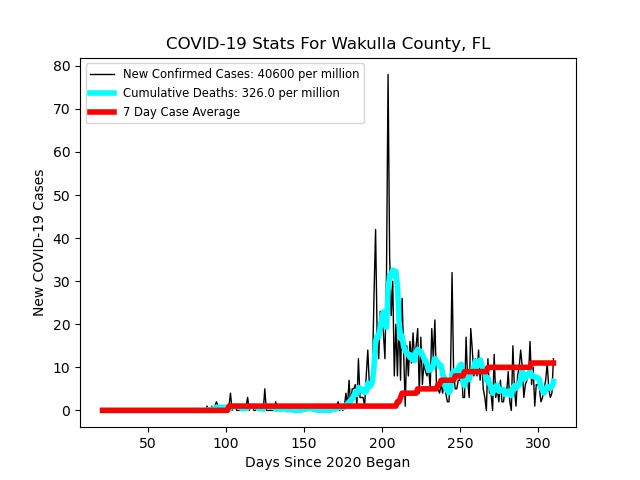 COVID-19 Stats For Wakulla County, FL
New Confirmed Cases: 40600 per million
Cumulative Deaths: 326.0 per million
7 Day Case Average
New COVID-19 Cases
80
70
60
50
40
30
20
10
0
50 100 150 200 250 300
Days Since 2020 Began